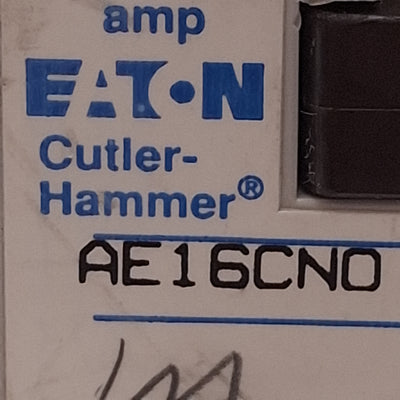 amp
EATON
Cutler-
Hammer®
AE16CNO